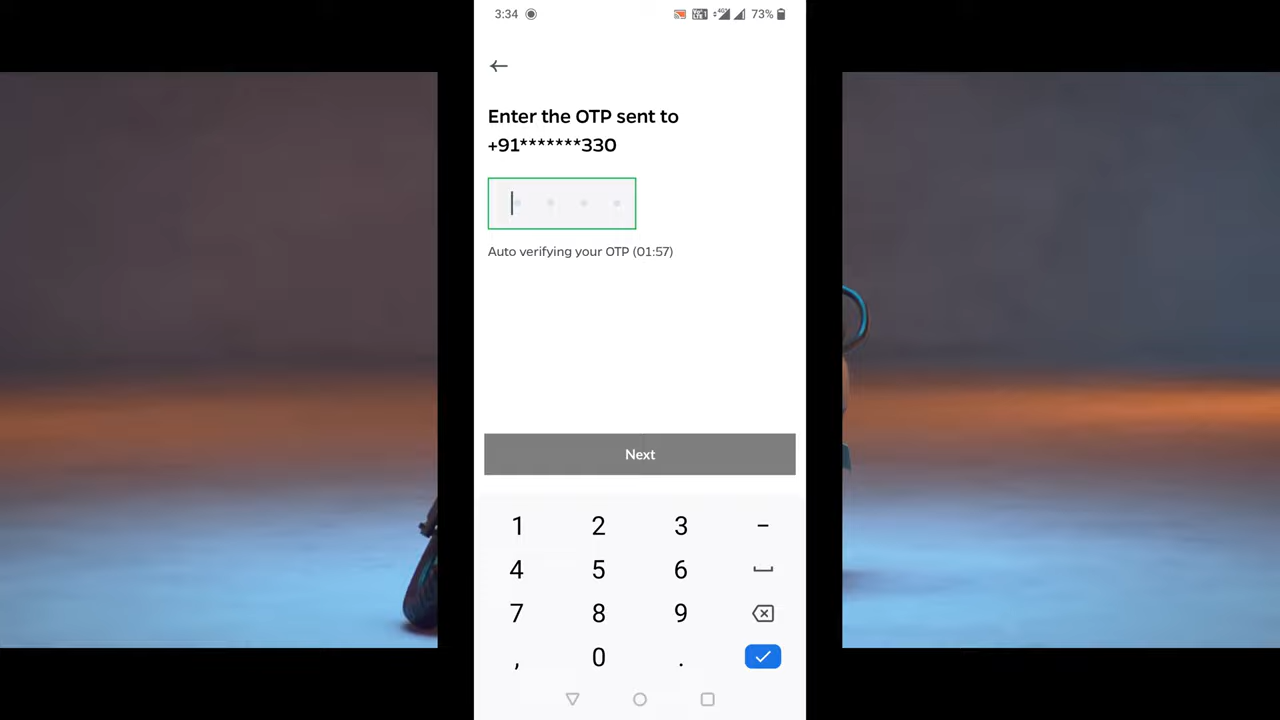 3:34 73%
Enter the OTP sent to
+91*******330
Auto verifying your OTP (01:57)
Next
1 2 3 -
4 5 6
7 8 9
, 0 .